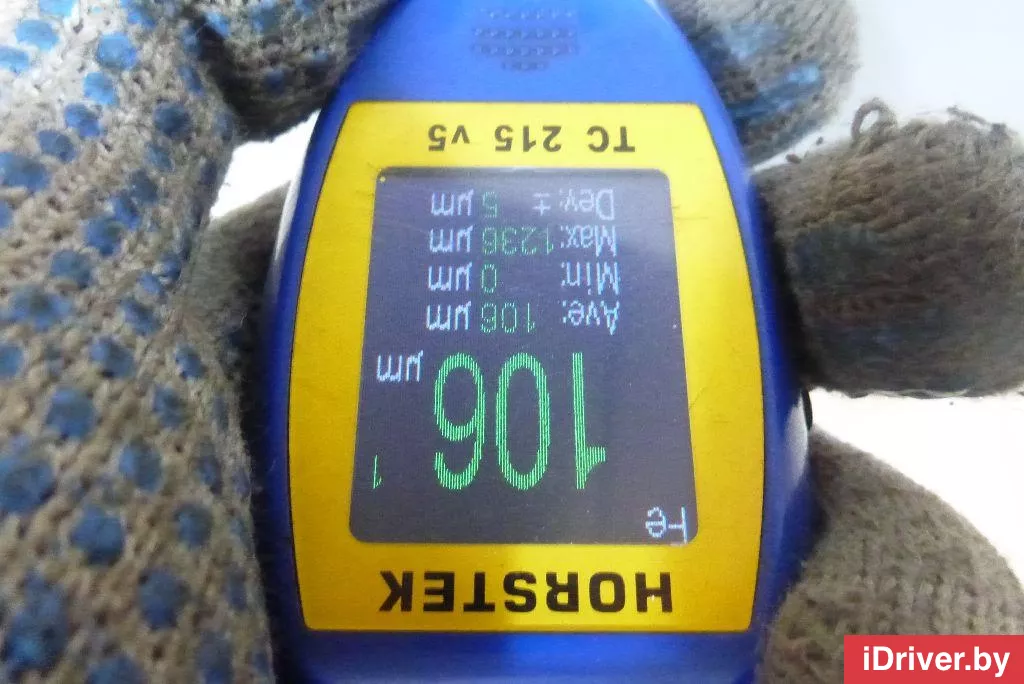 HORSTEK
Fe
106 µm
1
Ave: 106 µm
Min: 0 µm
Max: 1236 µm
Dev: ± 5 µm
TC 215 v5
iDriver.by